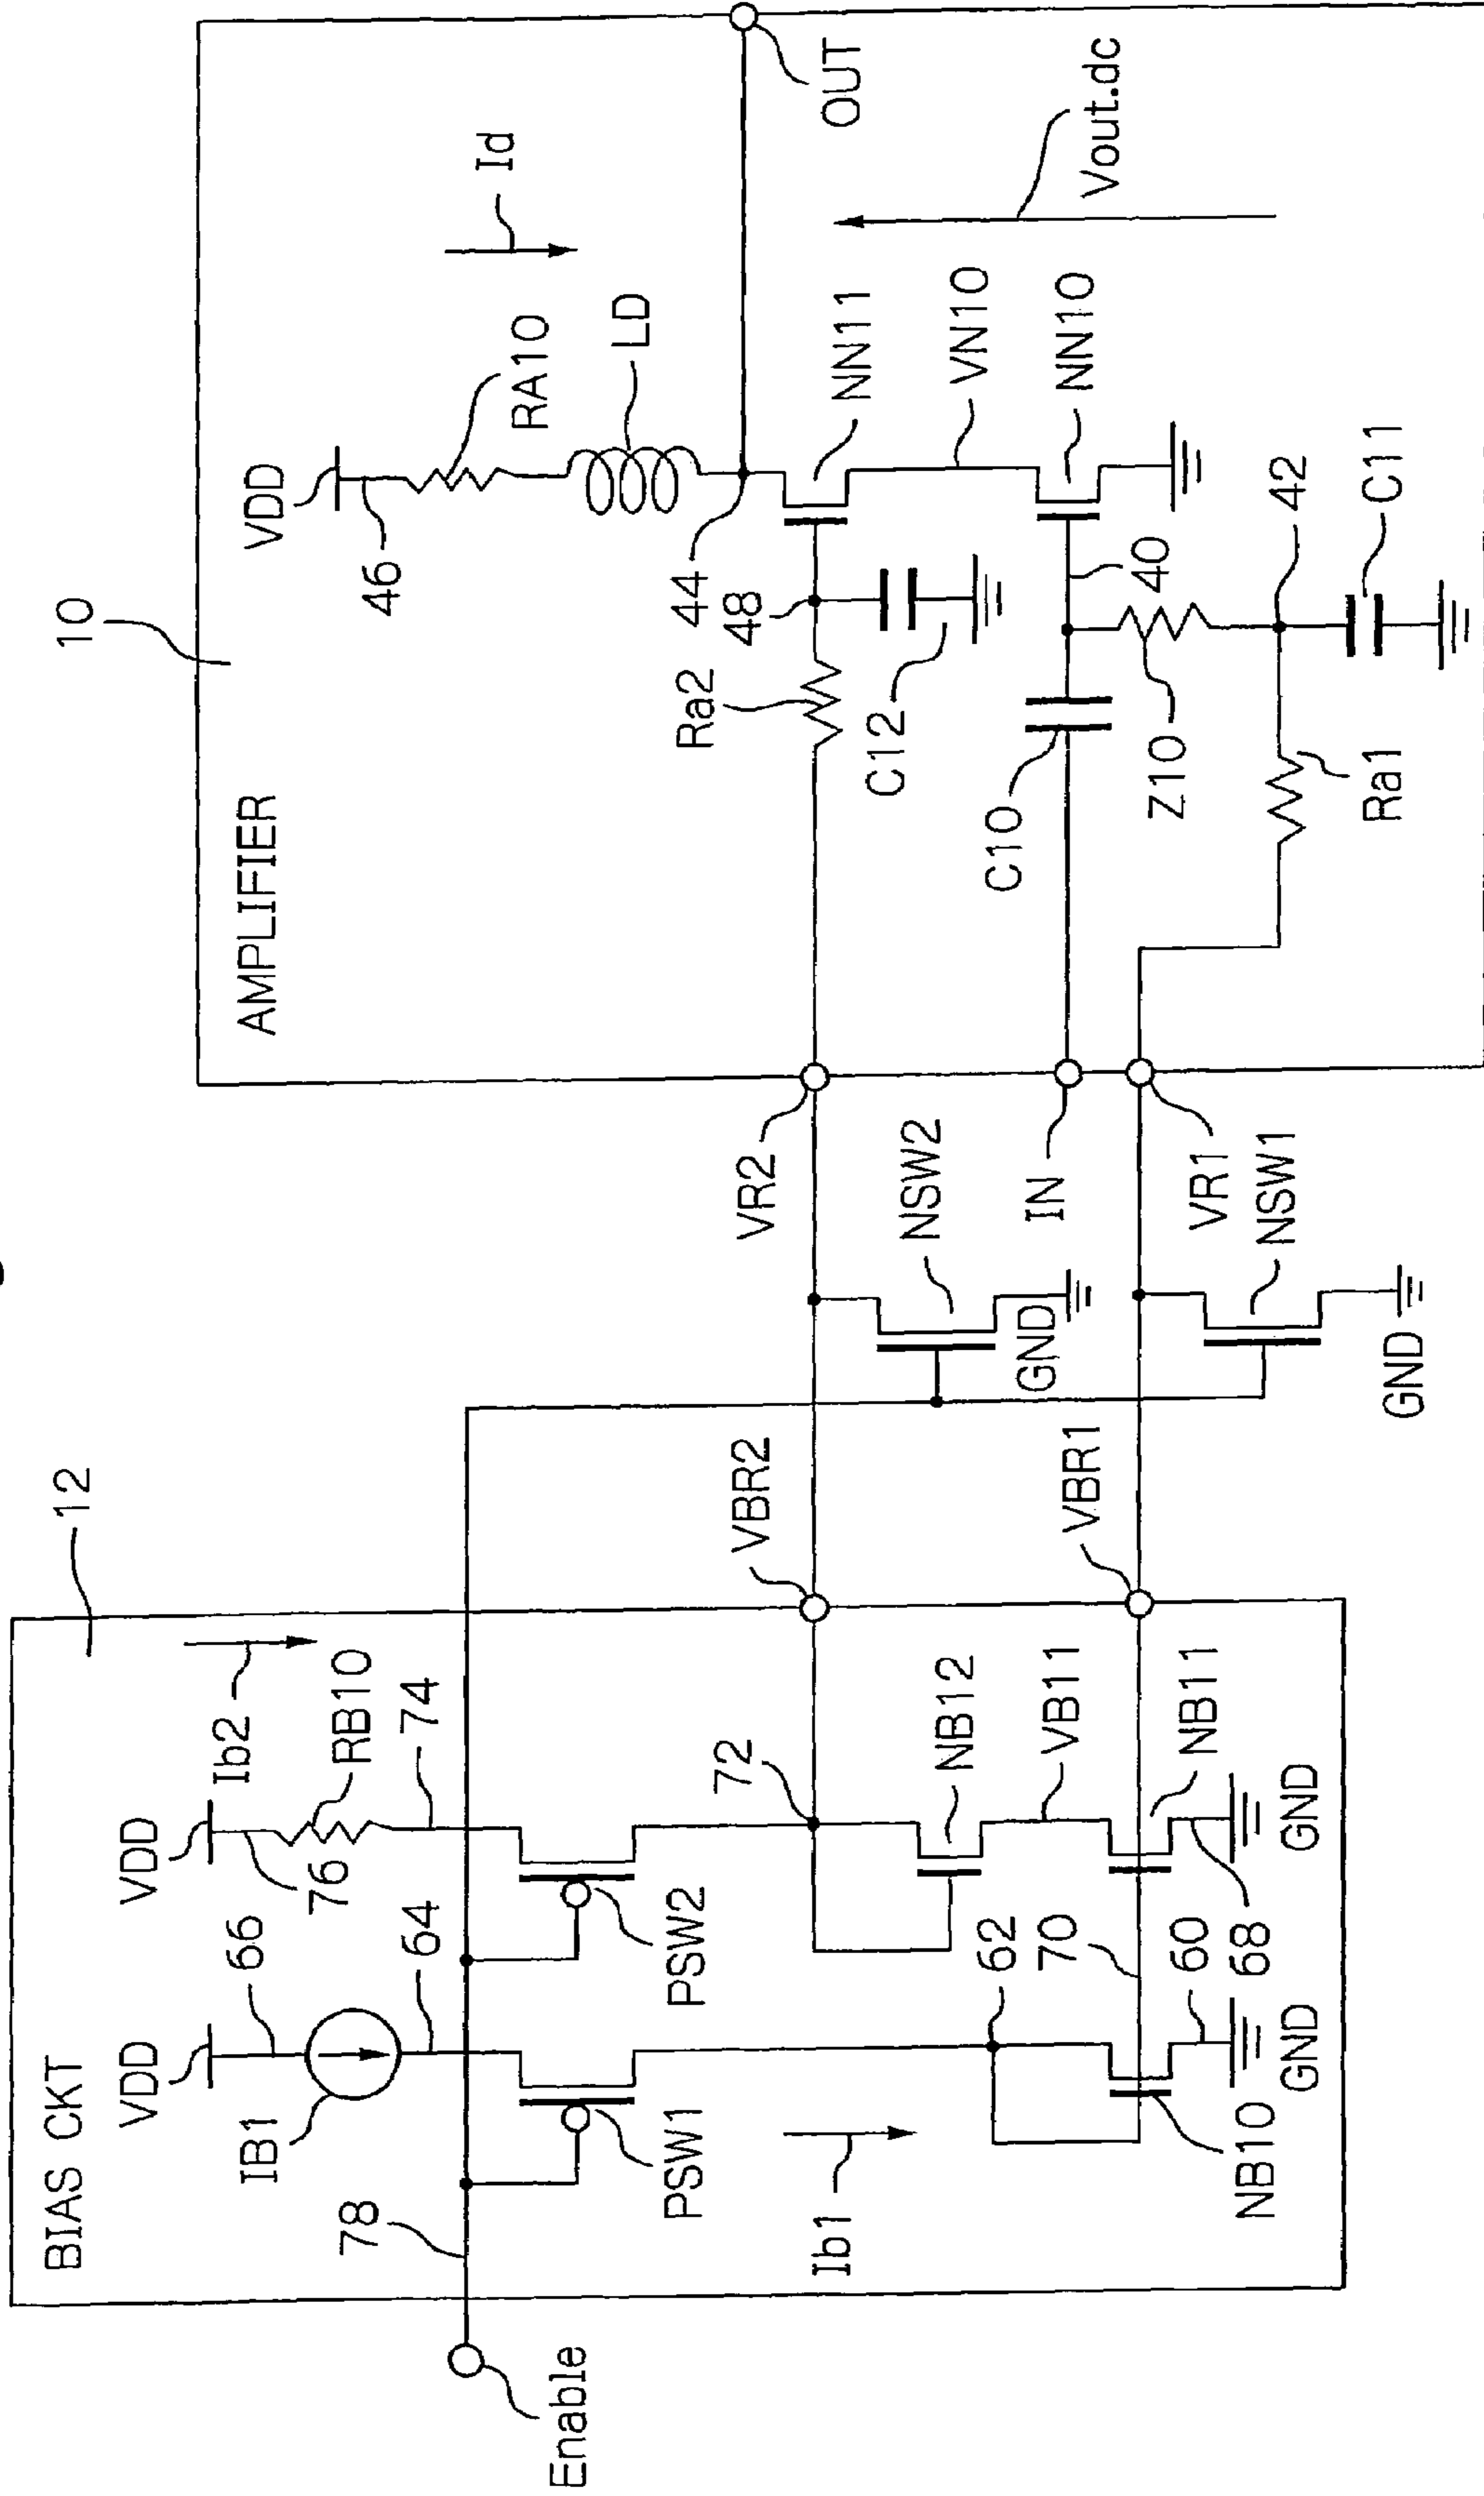 12
BIAS CKT
VDD
VDD
Ib2
66
76
RB10
IB1
64
74
78
PSW1
PSW2
72
VBR2
Ib1
62
NB12
70
VB11
VBR1
NB10
60
68
NB11
GND
GND
Enable
VR2
NSW2
GND
IN
VR1
NSW1
GND
10
AMPLIFIER
VDD
46
RA10
Id
LD
44
48
Ra2
OUT
NN11
C12
VN10
C10
NN10
Vout.dc
40
Z10
42
Ra1
C11